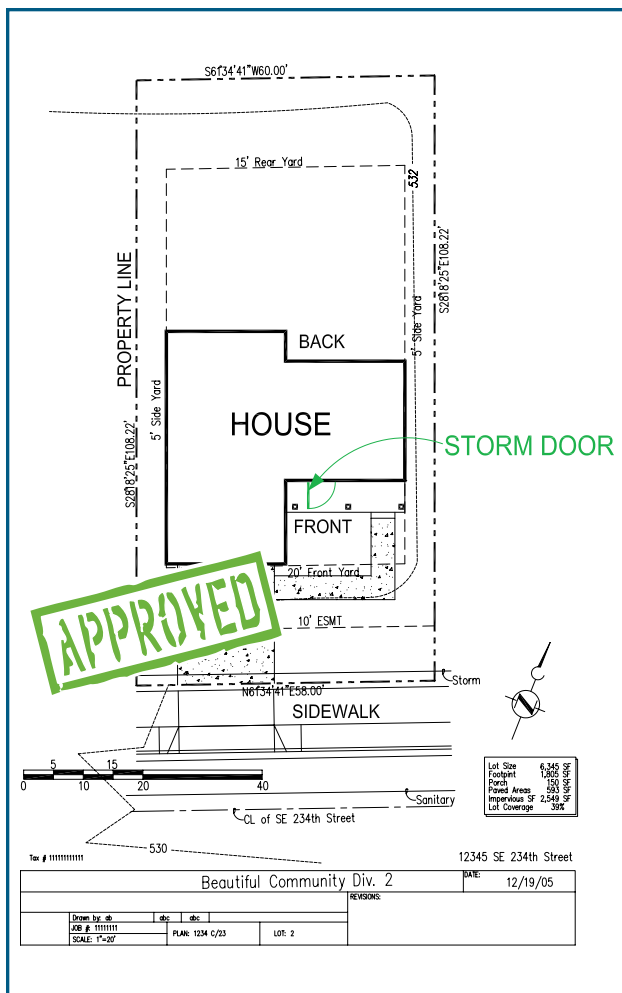 S61°34'41"W60.00'
15' Rear Yard
532
PROPERTY LINE
S28°18'25"E108.22'
5' Side Yard
BACK
5' Side Yard
HOUSE
STORM DOOR
S28°18'25"E108.22'
FRONT
20' Front Yard
APPROVED
10' ESMT
Storm
N61°34'41"E58.00'
SIDEWALK
5 15
0 10 20 40
Sanitary
CL of SE 234th Street
Lot Size 6,345 SF
Footpint 1,805 SF
Porch 150 SF
Paved Areas 593 SF
Impervious SF 2,549 SF
Lot Coverage 39%
530
Tax # 111111111111
12345 SE 234th Street
Beautiful Community Div. 2
DATE: 12/19/05
REVISIONS:
Drawn by: ab abc abc
JOB #: 11111111
PLAN: 1234 C/23
LOT: 2
SCALE: 1"=20'